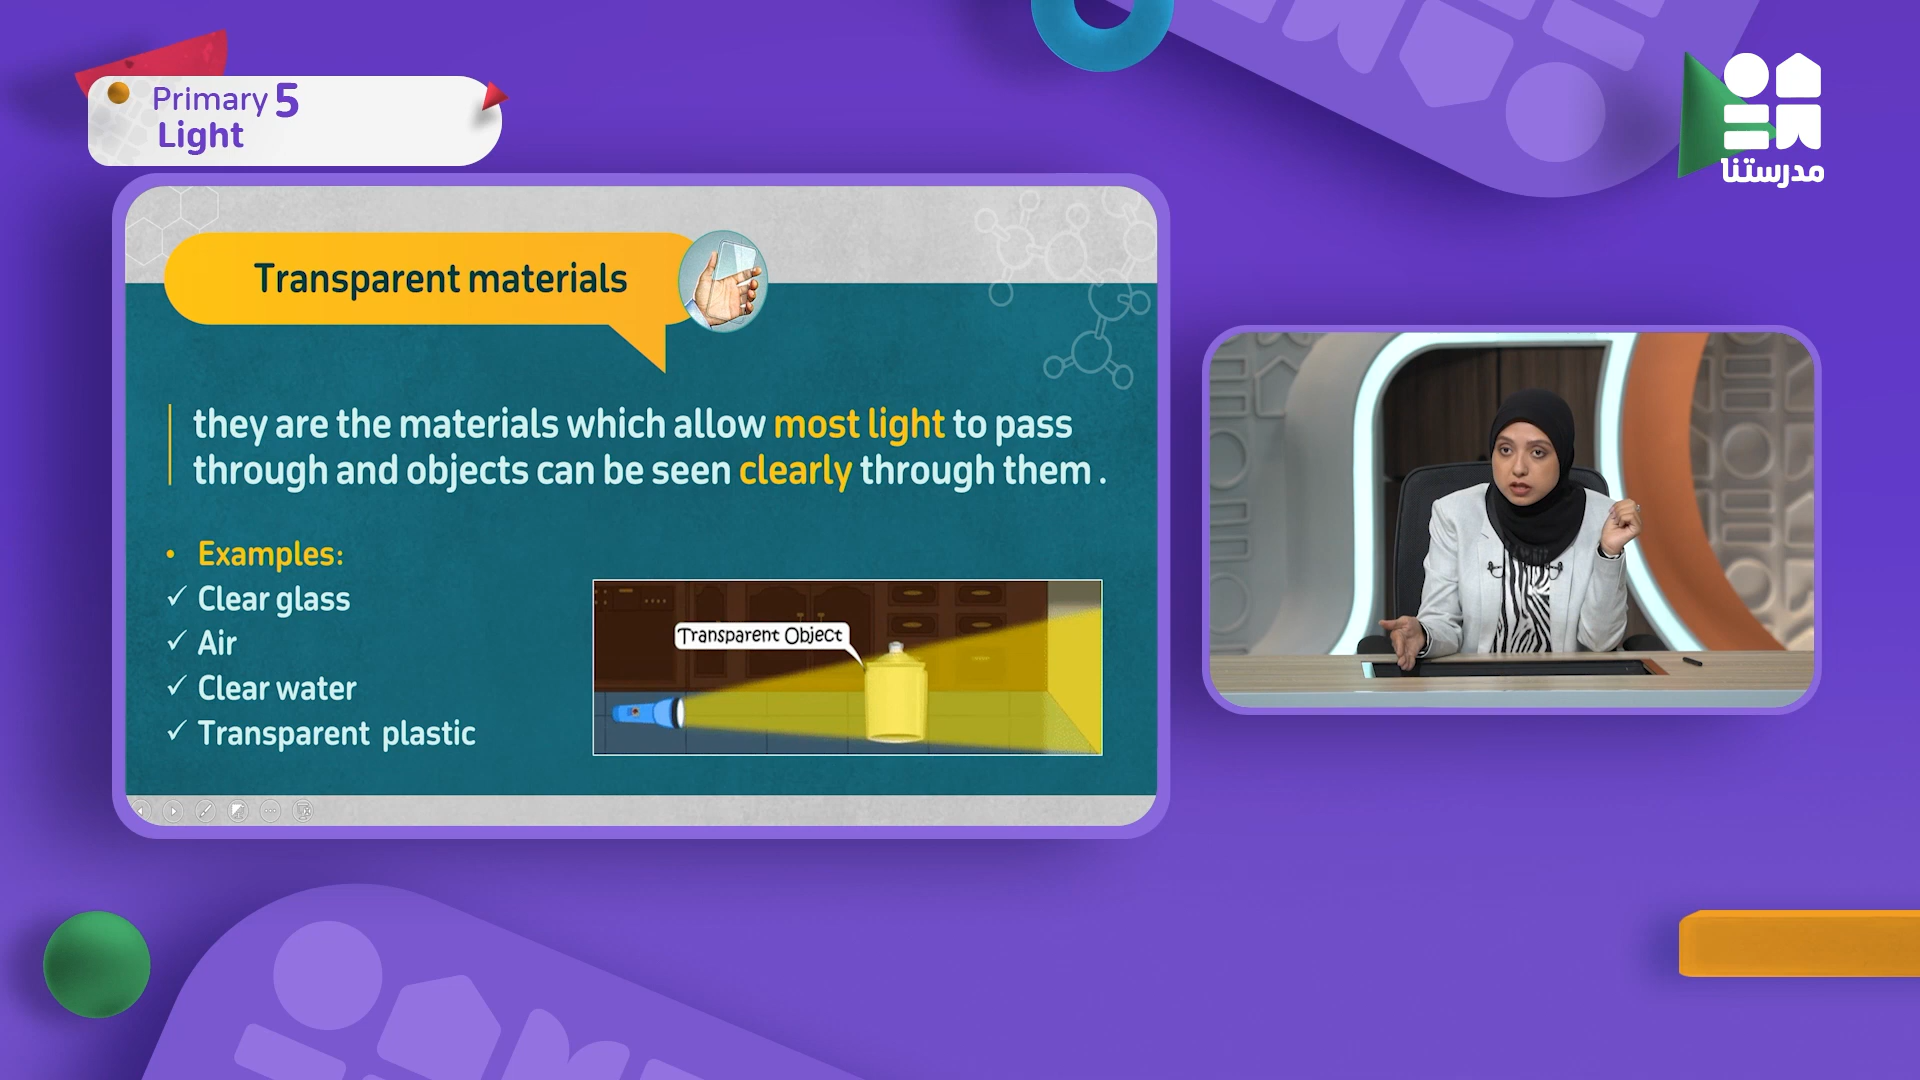 Primary 5
Light
مدرستنا
Transparent materials
they are the materials which allow most light to pass
through and objects can be seen clearly through them .
• Examples:
✓ Clear glass
✓ Air
✓ Clear water
✓ Transparent plastic
Transparent Object